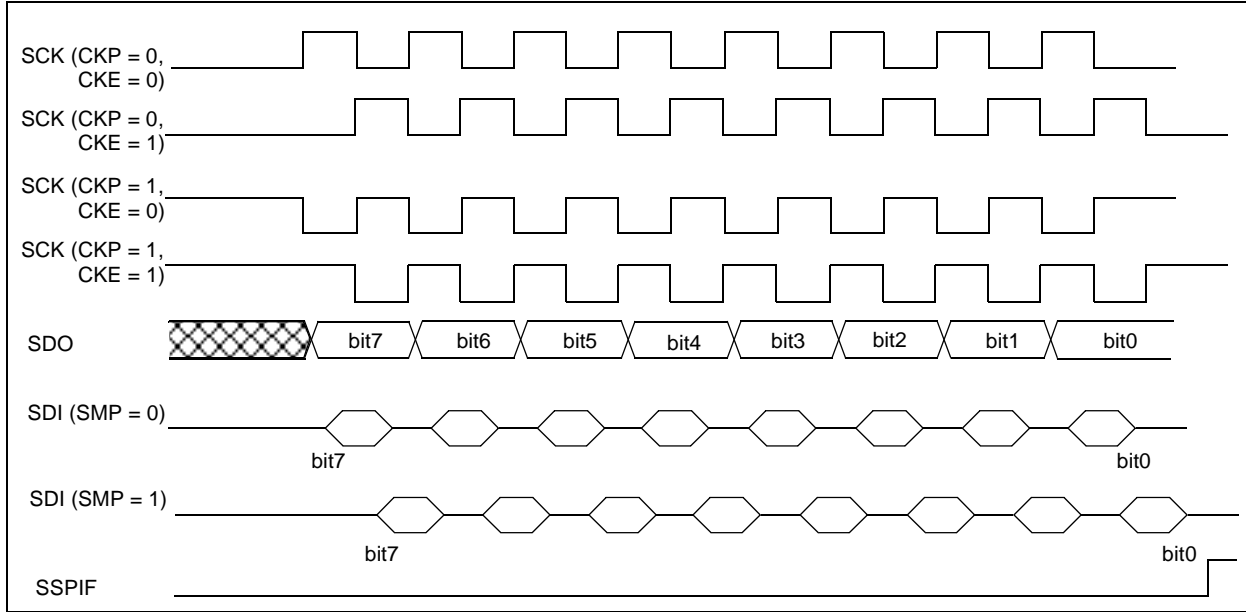 SCK (CKP = 0,
CKE = 0)
SCK (CKP = 0,
CKE = 1)
SCK (CKP = 1,
CKE = 0)
SCK (CKP = 1,
CKE = 1)
SDO bit7 bit6 bit5 bit4 bit3 bit2 bit1 bit0
SDI (SMP = 0)
bit7 bit0
SDI (SMP = 1)
bit7 bit0
SSPIF